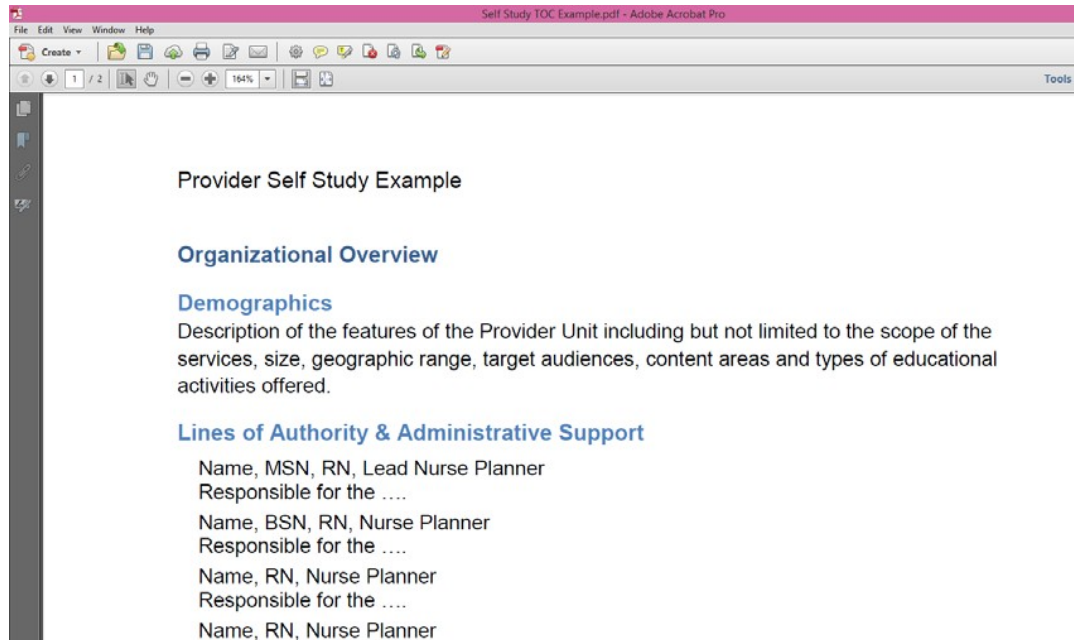 Self Study TOC Example.pdf - Adobe Acrobat Pro
File Edit View Window Help
Create
1 / 2 164% Tools
Provider Self Study Example
Organizational Overview
Demographics
Description of the features of the Provider Unit including but not limited to the scope of the
services, size, geographic range, target audiences, content areas and types of educational
activities offered.
Lines of Authority & Administrative Support
Name, MSN, RN, Lead Nurse Planner
Responsible for the ....
Name, BSN, RN, Nurse Planner
Responsible for the ....
Name, RN, Nurse Planner
Responsible for the ....
Name, RN, Nurse Planner